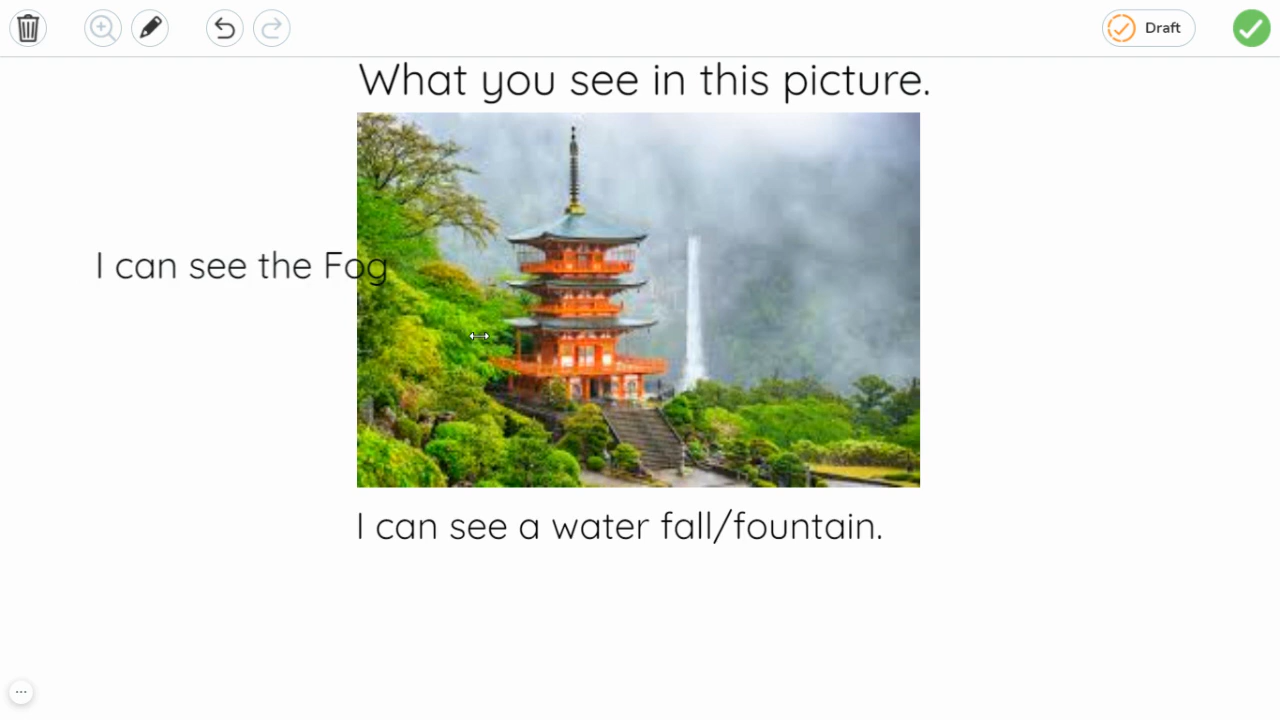 Draft
What you see in this picture.
I can see the Fog
I can see a water fall/fountain.